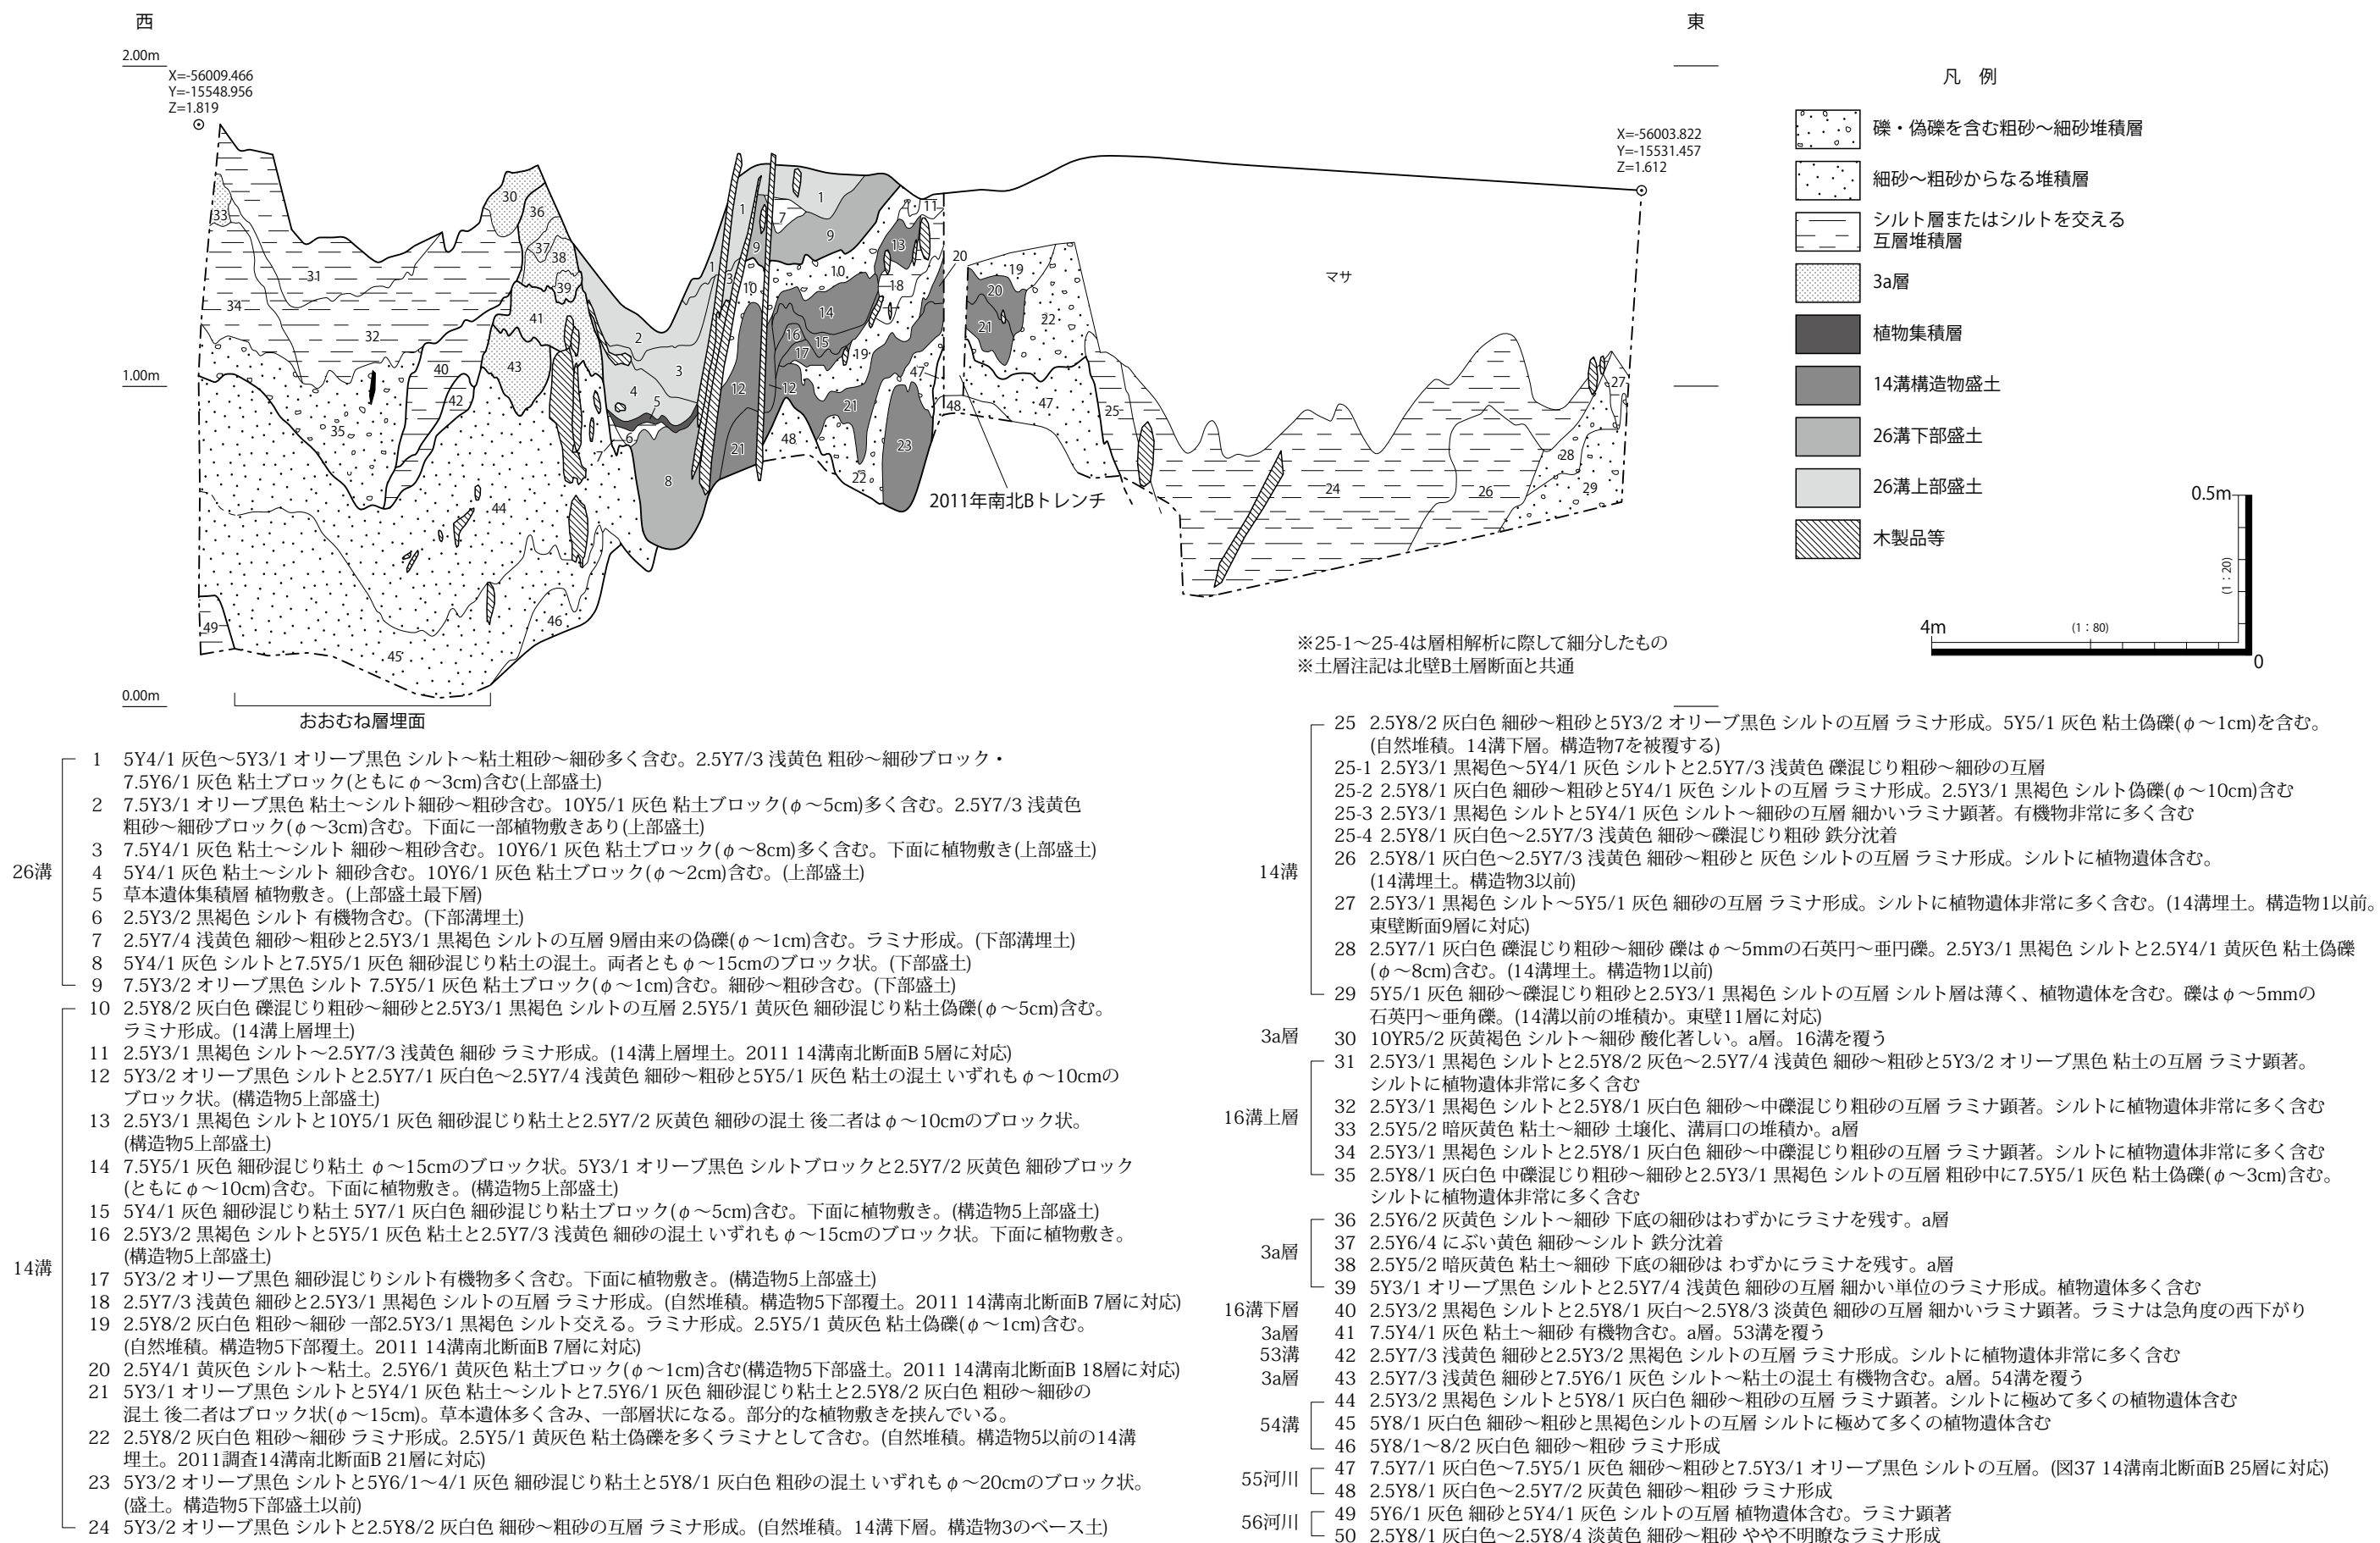 西
東
2.00m
X=-56009.466
Y=-15548.956
Z=1.819
X=-56003.822
Y=-15531.457
Z=1.612
1.00m
0.00m
マサ
2011年南北Bトレンチ
おおむね層埋面
凡　例
礫・偽礫を含む粗砂～細砂堆積層
細砂～粗砂からなる堆積層
シルト層またはシルトを交える
互層堆積層
3a層
植物集積層
14溝構造物盛土
26溝下部盛土
26溝上部盛土
木製品等
0.5m
(1：20)
4m
(1：80)
0
※25-1～25-4は層相解析に際して細分したもの
※土層注記は北壁B土層断面と共通
26溝
1 5Y4/1 灰色～5Y3/1 オリーブ黒色 シルト～粘土粗砂～細砂多く含む。2.5Y7/3 浅黄色 粗砂～細砂ブロック・
7.5Y6/1 灰色 粘土ブロック(ともにφ～3cm)含む(上部盛土)
2 7.5Y3/1 オリーブ黒色 粘土～シルト細砂～粗砂含む。10Y5/1 灰色 粘土ブロック(φ～5cm)多く含む。2.5Y7/3 浅黄色
粗砂～細砂ブロック(φ～3cm)含む。下面に一部植物敷きあり(上部盛土)
3 7.5Y4/1 灰色 粘土～シルト 細砂～粗砂含む。10Y6/1 灰色 粘土ブロック(φ～8cm)多く含む。下面に植物敷き(上部盛土)
4 5Y4/1 灰色 粘土～シルト 細砂含む。10Y6/1 灰色 粘土ブロック(φ～2cm)含む。(上部盛土)
5 草本遺体集積層 植物敷き。(上部盛土最下層)
6 2.5Y3/2 黒褐色 シルト 有機物含む。(下部溝埋土)
7 2.5Y7/4 浅黄色 細砂～粗砂と2.5Y3/1 黒褐色 シルトの互層 9層由来の偽礫(φ～1cm)含む。ラミナ形成。(下部溝埋土)
8 5Y4/1 灰色 シルトと7.5Y5/1 灰色 細砂混じり粘土の混土。両者ともφ～15cmのブロック状。(下部盛土)
9 7.5Y3/2 オリーブ黒色 シルト 7.5Y5/1 灰色 粘土ブロック(φ～1cm)含む。細砂～粗砂含む。(下部盛土)
14溝
10 2.5Y8/2 灰白色 礫混じり粗砂～細砂と2.5Y3/1 黒褐色 シルトの互層 2.5Y5/1 黄灰色 細砂混じり粘土偽礫(φ～5cm)含む。
ラミナ形成。(14溝上層埋土)
11 2.5Y3/1 黒褐色 シルト～2.5Y7/3 浅黄色 細砂 ラミナ形成。(14溝上層埋土。2011 14溝南北断面B 5層に対応)
12 5Y3/2 オリーブ黒色 シルトと2.5Y7/1 灰白色～2.5Y7/4 浅黄色 細砂～粗砂と5Y5/1 灰色 粘土の混土 いずれもφ～10cmの
ブロック状。(構造物5上部盛土)
13 2.5Y3/1 黒褐色 シルトと10Y5/1 灰色 細砂混じり粘土と2.5Y7/2 灰黄色 細砂の混土 後二者はφ～10cmのブロック状。
(構造物5上部盛土)
14 7.5Y5/1 灰色 細砂混じり粘土 φ～15cmのブロック状。5Y3/1 オリーブ黒色 シルトブロックと2.5Y7/2 灰黄色 細砂ブロック
(ともにφ～10cm)含む。下面に植物敷き。(構造物5上部盛土)
15 5Y4/1 灰色 細砂混じり粘土 5Y7/1 灰白色 細砂混じり粘土ブロック(φ～5cm)含む。下面に植物敷き。(構造物5上部盛土)
16 2.5Y3/2 黒褐色 シルトと5Y5/1 灰色 粘土と2.5Y7/3 浅黄色 細砂の混土 いずれもφ～15cmのブロック状。下面に植物敷き。
(構造物5上部盛土)
17 5Y3/2 オリーブ黒色 細砂混じりシルト有機物多く含む。下面に植物敷き。(構造物5上部盛土)
18 2.5Y7/3 浅黄色 細砂と2.5Y3/1 黒褐色 シルトの互層 ラミナ形成。(自然堆積。構造物5下部覆土。2011 14溝南北断面B 7層に対応)
19 2.5Y8/2 灰白色 粗砂～細砂 一部2.5Y3/1 黒褐色 シルト交える。ラミナ形成。2.5Y5/1 黄灰色 粘土偽礫(φ～1cm)含む。
(自然堆積。構造物5下部覆土。2011 14溝南北断面B 7層に対応)
20 2.5Y4/1 黄灰色 シルト～粘土。2.5Y6/1 黄灰色 粘土ブロック(φ～1cm)含む(構造物5下部盛土。2011 14溝南北断面B 18層に対応)
21 5Y3/1 オリーブ黒色 シルトと5Y4/1 灰色 粘土～シルトと7.5Y6/1 灰色 細砂混じり粘土と2.5Y8/2 灰白色 粗砂～細砂の
混土 後二者はブロック状(φ～15cm)。草本遺体多く含み、一部層状になる。部分的な植物敷きを挟んでいる。
22 2.5Y8/2 灰白色 粗砂～細砂 ラミナ形成。2.5Y5/1 黄灰色 粘土偽礫を多くラミナとして含む。(自然堆積。構造物5以前の14溝
埋土。2011調査14溝南北断面B 21層に対応)
23 5Y3/2 オリーブ黒色 シルトと5Y6/1～4/1 灰色 細砂混じり粘土と5Y8/1 灰白色 粗砂の混土 いずれもφ～20cmのブロック状。
(盛土。構造物5下部盛土以前)
24 5Y3/2 オリーブ黒色 シルトと2.5Y8/2 灰白色 細砂～粗砂の互層 ラミナ形成。(自然堆積。14溝下層。構造物3のベース土)
14溝
25 2.5Y8/2 灰白色 細砂～粗砂と5Y3/2 オリーブ黒色 シルトの互層 ラミナ形成。5Y5/1 灰色 粘土偽礫(φ～1cm)を含む。
(自然堆積。14溝下層。構造物7を被覆する)
25-1 2.5Y3/1 黒褐色～5Y4/1 灰色 シルトと2.5Y7/3 浅黄色 礫混じり粗砂～細砂の互層
25-2 2.5Y8/1 灰白色 細砂～粗砂と5Y4/1 灰色 シルトの互層 ラミナ形成。2.5Y3/1 黒褐色 シルト偽礫(φ～10cm)含む
25-3 2.5Y3/1 黒褐色 シルトと5Y4/1 灰色 シルト～細砂の互層 細かいラミナ顕著。有機物非常に多く含む
25-4 2.5Y8/1 灰白色～2.5Y7/3 浅黄色 細砂～礫混じり粗砂 鉄分沈着
26 2.5Y8/1 灰白色～2.5Y7/3 浅黄色 細砂～粗砂と 灰色 シルトの互層 ラミナ形成。シルトに植物遺体含む。
(14溝埋土。構造物3以前)
27 2.5Y3/1 黒褐色 シルト～5Y5/1 灰色 細砂の互層 ラミナ形成。シルトに植物遺体非常に多く含む。(14溝埋土。構造物1以前。
東壁断面9層に対応)
28 2.5Y7/1 灰白色 礫混じり粗砂～細砂 礫はφ～5mmの石英円～亜円礫。2.5Y3/1 黒褐色 シルトと2.5Y4/1 黄灰色 粘土偽礫
(φ～8cm)含む。(14溝埋土。構造物1以前)
29 5Y5/1 灰色 細砂～礫混じり粗砂と2.5Y3/1 黒褐色 シルトの互層 シルト層は薄く、植物遺体を含む。礫はφ～5mmの
石英円～亜角礫。(14溝以前の堆積か。東壁11層に対応)
3a層
30 10YR5/2 灰黄褐色 シルト～細砂 酸化著しい。a層。16溝を覆う
16溝上層
31 2.5Y3/1 黒褐色 シルトと2.5Y8/2 灰色～2.5Y7/4 浅黄色 細砂～粗砂と5Y3/2 オリーブ黒色 粘土の互層 ラミナ顕著。
シルトに植物遺体非常に多く含む
32 2.5Y3/1 黒褐色 シルトと2.5Y8/1 灰白色 細砂～中礫混じり粗砂の互層 ラミナ顕著。シルトに植物遺体非常に多く含む
33 2.5Y5/2 暗灰黄色 粘土～細砂 土壌化、溝肩口の堆積か。a層
34 2.5Y3/1 黒褐色 シルトと2.5Y8/1 灰白色 細砂～中礫混じり粗砂の互層 ラミナ顕著。シルトに植物遺体非常に多く含む
35 2.5Y8/1 灰白色 中礫混じり粗砂～細砂と2.5Y3/1 黒褐色 シルトの互層 粗砂中に7.5Y5/1 灰色 粘土偽礫(φ～3cm)含む。
シルトに植物遺体非常に多く含む
3a層
36 2.5Y6/2 灰黄色 シルト～細砂 下底の細砂はわずかにラミナを残す。a層
37 2.5Y6/4 にぶい黄色 細砂～シルト 鉄分沈着
38 2.5Y5/2 暗灰黄色 粘土～細砂 下底の細砂は わずかにラミナを残す。a層
39 5Y3/1 オリーブ黒色 シルトと2.5Y7/4 浅黄色 細砂の互層 細かい単位のラミナ形成。植物遺体多く含む
16溝下層
40 2.5Y3/2 黒褐色 シルトと2.5Y8/1 灰白～2.5Y8/3 淡黄色 細砂の互層 細かいラミナ顕著。ラミナは急角度の西下がり
3a層
41 7.5Y4/1 灰色 粘土～細砂 有機物含む。a層。53溝を覆う
53溝
42 2.5Y7/3 浅黄色 細砂と2.5Y3/2 黒褐色 シルトの互層 ラミナ形成。シルトに植物遺体非常に多く含む
3a層
43 2.5Y7/3 浅黄色 細砂と7.5Y6/1 灰色 シルト～粘土の混土 有機物含む。a層。54溝を覆う
54溝
44 2.5Y3/2 黒褐色 シルトと5Y8/1 灰白色 細砂～粗砂の互層 ラミナ顕著。シルトに極めて多くの植物遺体含む
45 5Y8/1 灰白色 細砂～粗砂と黒褐色シルトの互層 シルトに極めて多くの植物遺体含む
46 5Y8/1～8/2 灰白色 細砂～粗砂 ラミナ形成
55河川
47 7.5Y7/1 灰白色～7.5Y5/1 灰色 細砂～粗砂と7.5Y3/1 オリーブ黒色 シルトの互層。(図37 14溝南北断面B 25層に対応)
48 2.5Y8/1 灰白色～2.5Y7/2 灰黄色 細砂～粗砂 ラミナ形成
56河川
49 5Y6/1 灰色 細砂と5Y4/1 灰色 シルトの互層 植物遺体含む。ラミナ顕著
50 2.5Y8/1 灰白色～2.5Y8/4 淡黄色 細砂～粗砂 やや不明瞭なラミナ形成